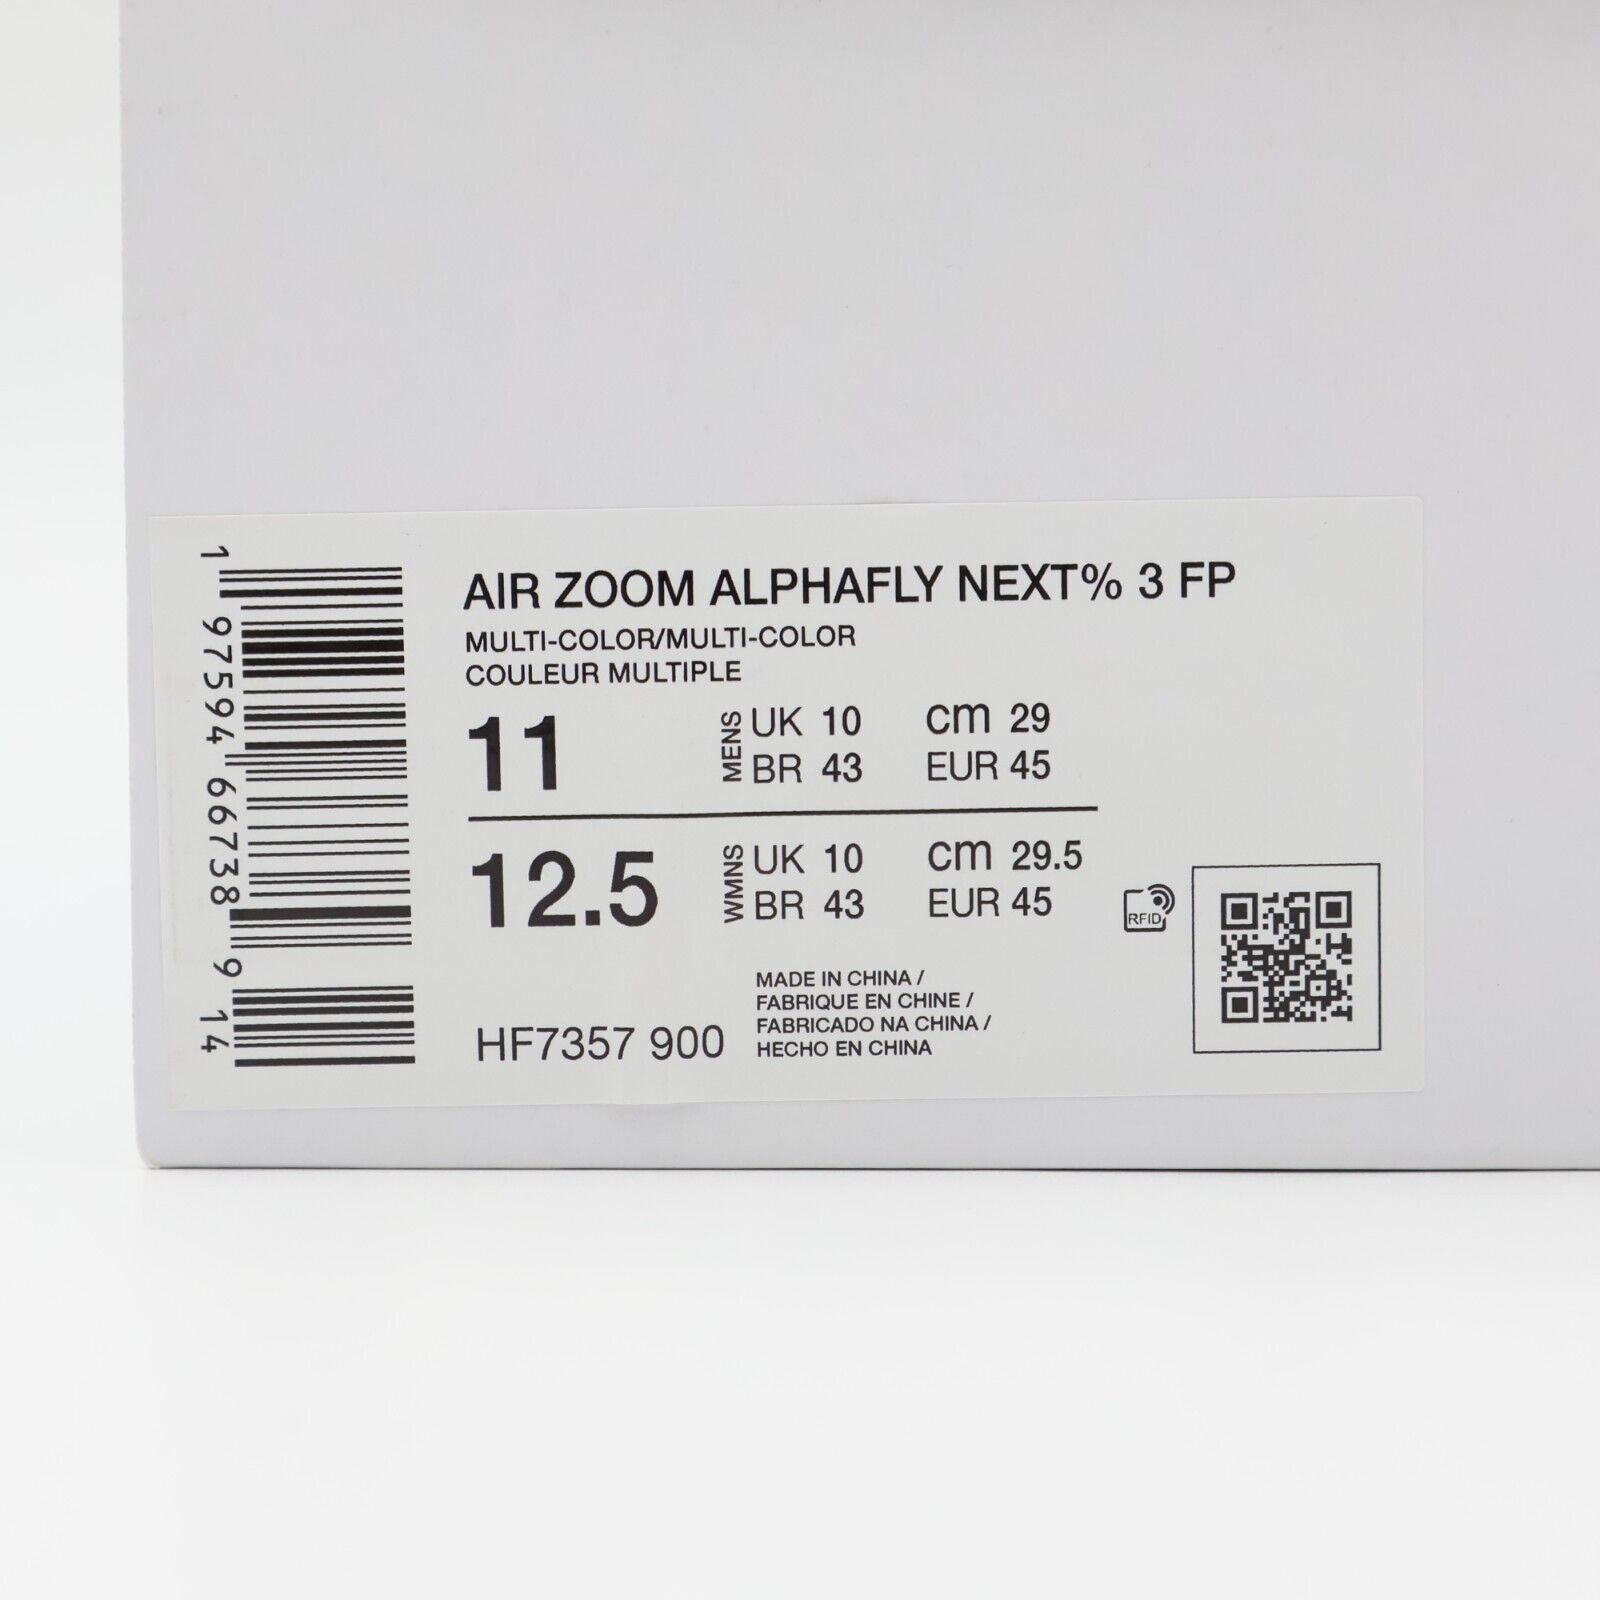 AIR ZOOM ALPHAFLY NEXT% 3 FP
MULTI-COLOR/MULTI-COLOR
COULEUR MULTIPLE
11
MENS
UK 10 cm 29
BR 43 EUR 45
12.5
WMNS
UK 10 cm 29.5
BR 43 EUR 45
RFID
HF7357 900
MADE IN CHINA /
FABRIQUE EN CHINE /
FABRICADO NA CHINA /
HECHO EN CHINA
1 97594 66738 9 14